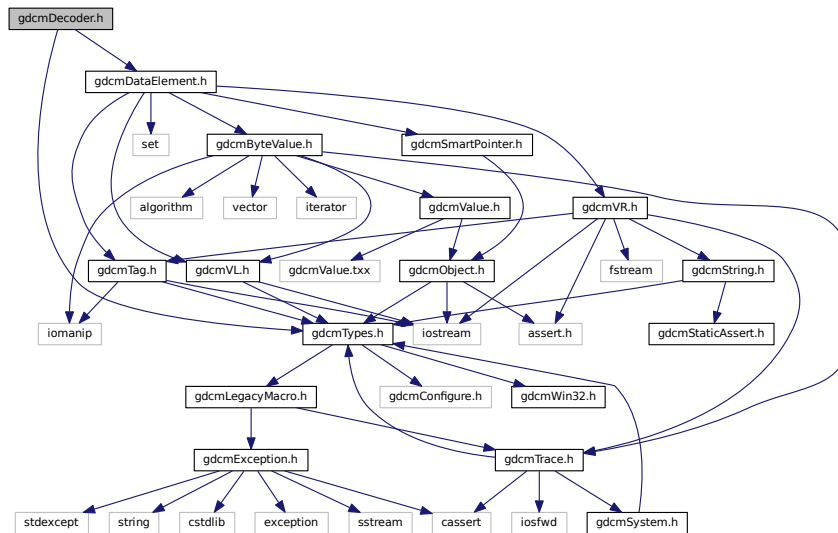 gdcmDecoder.h
gdcmDataElement.h
set
gdcmByteValue.h
gdcmSmartPointer.h
algorithm
vector
iterator
gdcmValue.h
gdcmVR.h
gdcmTag.h
gdcmVL.h
gdcmValue.txx
gdcmObject.h
fstream
gdcmString.h
iomanip
gdcmTypes.h
iostream
assert.h
gdcmStaticAssert.h
gdcmLegacyMacro.h
gdcmConfigure.h
gdcmWin32.h
gdcmException.h
gdcmTrace.h
stdexcept
string
cstdlib
exception
sstream
cassert
iosfwd
gdcmSystem.h